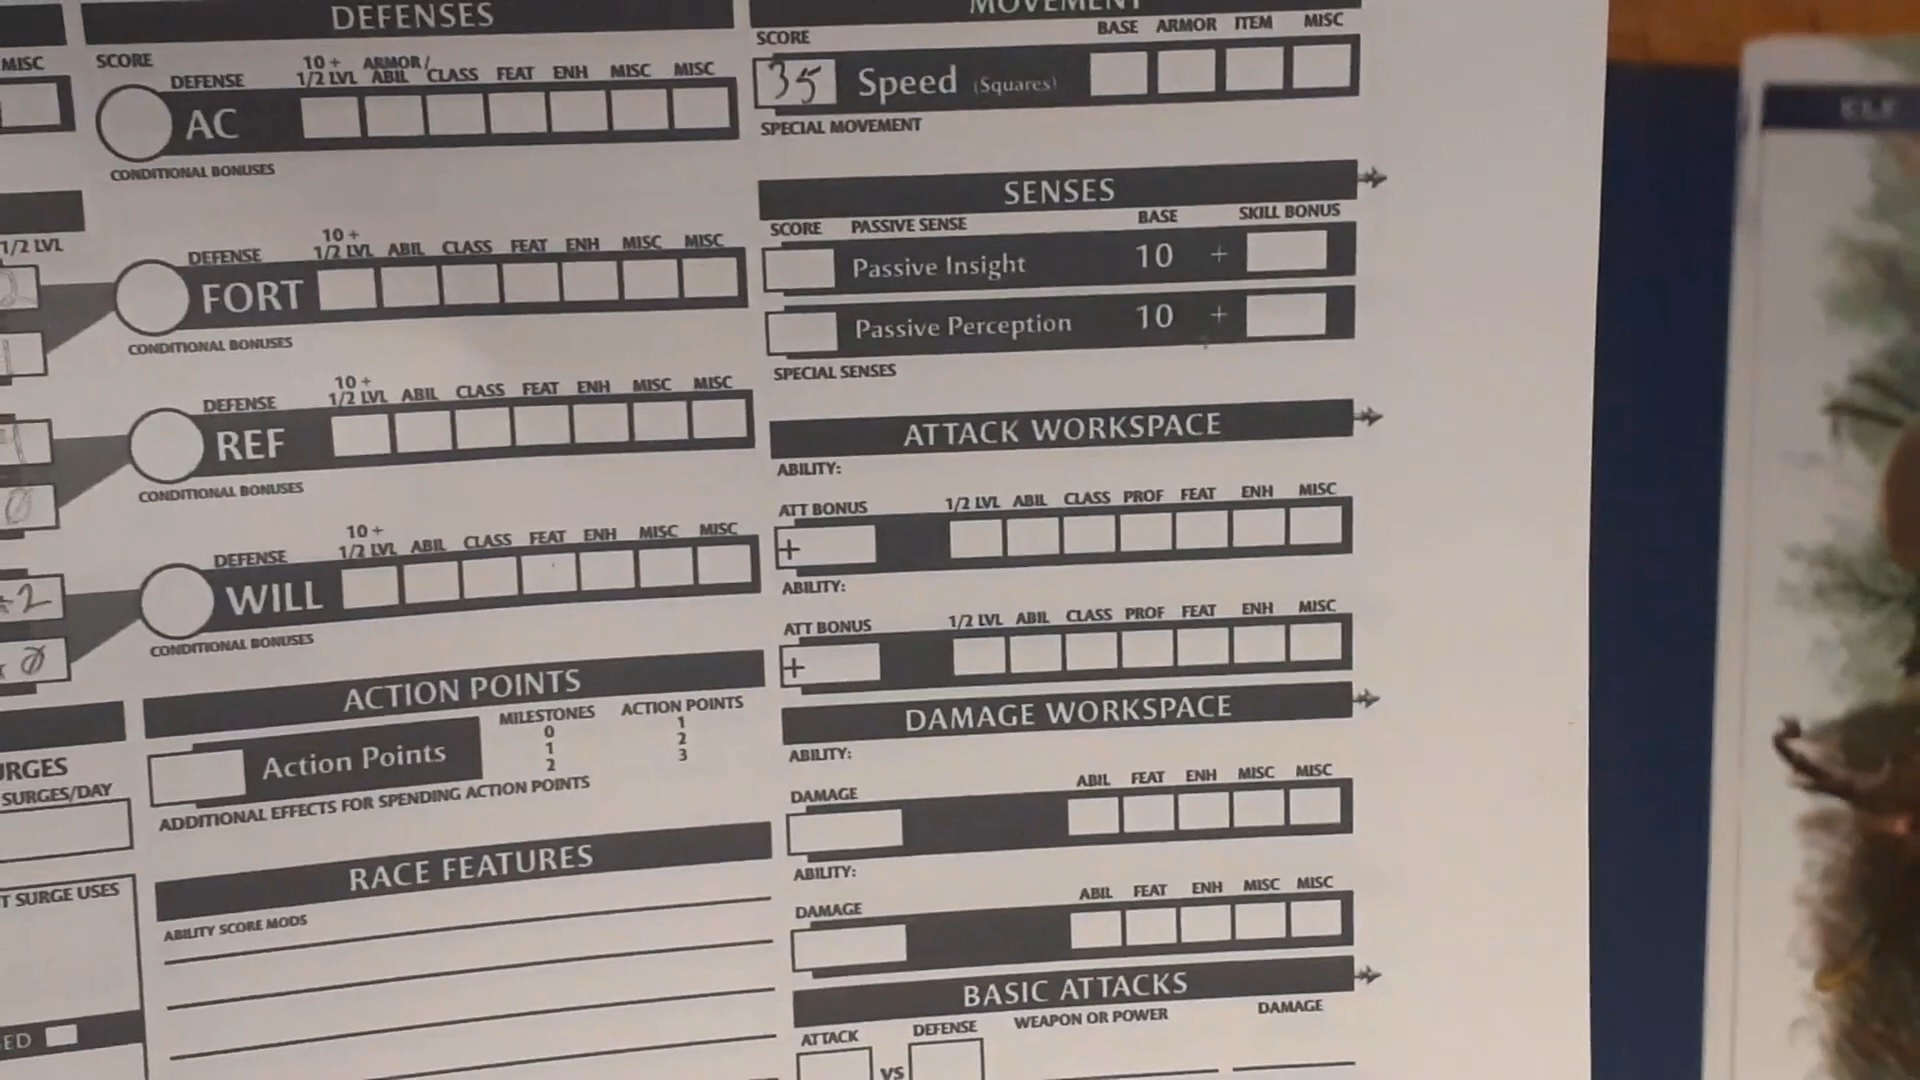 MISC
1/2 LVL
+2
0
URGES
SURGES/DAY
T SURGE USES
ED
DEFENSES
SCORE DEFENSE 10 + 1/2 LVL ARMOR / ABIL CLASS FEAT ENH MISC MISC
AC
CONDITIONAL BONUSES
DEFENSE 10 + 1/2 LVL ABIL CLASS FEAT ENH MISC MISC
FORT
CONDITIONAL BONUSES
DEFENSE 10 + 1/2 LVL ABIL CLASS FEAT ENH MISC MISC
REF
CONDITIONAL BONUSES
DEFENSE 10 + 1/2 LVL ABIL CLASS FEAT ENH MISC MISC
WILL
CONDITIONAL BONUSES
ACTION POINTS
MILESTONES ACTION POINTS
0 1
Action Points 1 2
2 3
ADDITIONAL EFFECTS FOR SPENDING ACTION POINTS
RACE FEATURES
ABILITY SCORE MODS
MOVEMENT
SCORE BASE ARMOR ITEM MISC
35 Speed (Squares)
SPECIAL MOVEMENT
SENSES
SCORE PASSIVE SENSE BASE SKILL BONUS
Passive Insight 10 +
Passive Perception 10 +
SPECIAL SENSES
ATTACK WORKSPACE
ABILITY:
ATT BONUS 1/2 LVL ABIL CLASS PROF FEAT ENH MISC
+
ABILITY:
ATT BONUS 1/2 LVL ABIL CLASS PROF FEAT ENH MISC
+
DAMAGE WORKSPACE
ABILITY:
DAMAGE ABIL FEAT ENH MISC MISC
ABILITY:
DAMAGE ABIL FEAT ENH MISC MISC
BASIC ATTACKS
ATTACK DEFENSE WEAPON OR POWER DAMAGE
VS